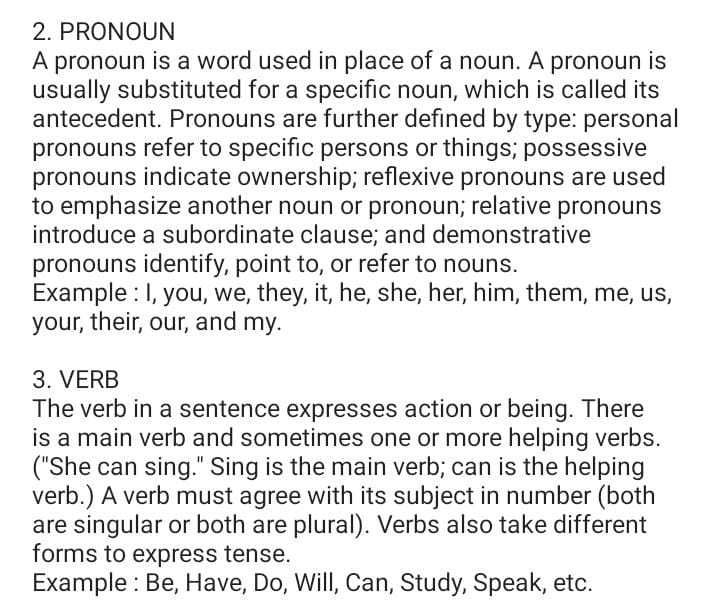 2. PRONOUN
A pronoun is a word used in place of a noun. A pronoun is
usually substituted for a specific noun, which is called its
antecedent. Pronouns are further defined by type: personal
pronouns refer to specific persons or things; possessive
pronouns indicate ownership; reflexive pronouns are used
to emphasize another noun or pronoun; relative pronouns
introduce a subordinate clause; and demonstrative
pronouns identify, point to, or refer to nouns.
Example : I, you, we, they, it, he, she, her, him, them, me, us,
your, their, our, and my.
3. VERB
The verb in a sentence expresses action or being. There
is a main verb and sometimes one or more helping verbs.
("She can sing." Sing is the main verb; can is the helping
verb.) A verb must agree with its subject in number (both
are singular or both are plural). Verbs also take different
forms to express tense.
Example : Be, Have, Do, Will, Can, Study, Speak, etc.